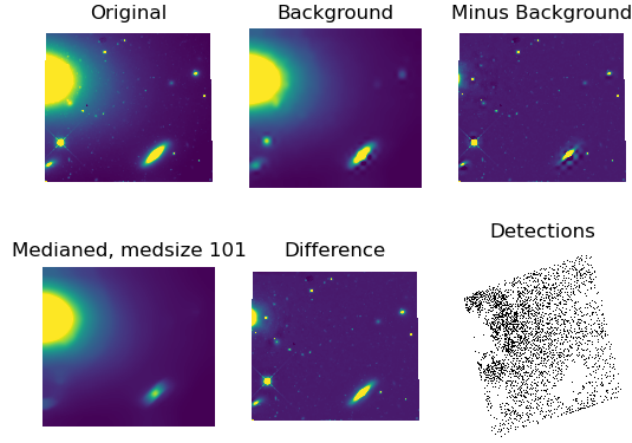 Original
Background
Minus Background
Medianed, medsize 101
Difference
Detections